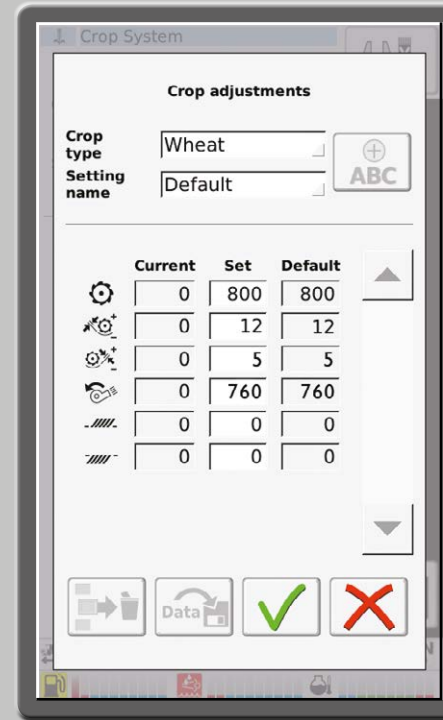 Crop System
Crop adjustments
Crop type
Wheat
ABC
Setting name
Default
Current Set Default
0 800 800
0 12 12
0 5 5
0 760 760
0 0 0
0 0 0
Data
N